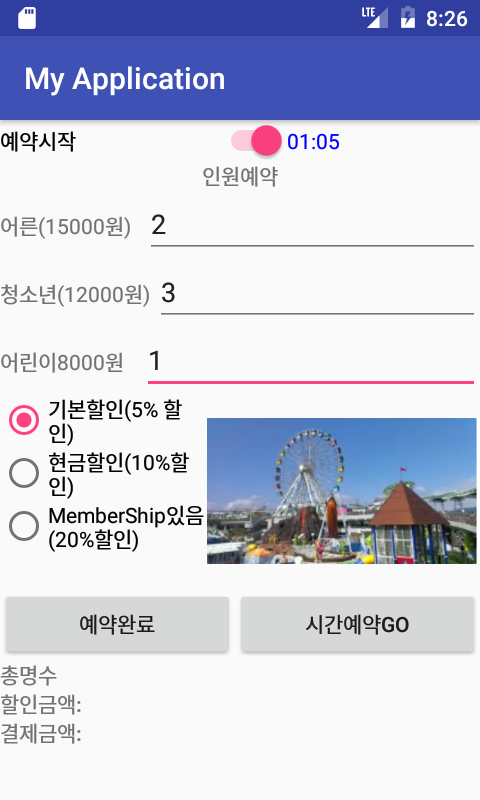 LTE 8:26
My Application
예약시작 01:05
인원예약
어른(15000원) 2
청소년(12000원) 3
어린이8000원 1
기본할인(5% 할
인)
현금할인(10%할
인)
MemberShip있음
(20%할인)
예약완료 시간예약GO
총명수
할인금액:
결제금액: